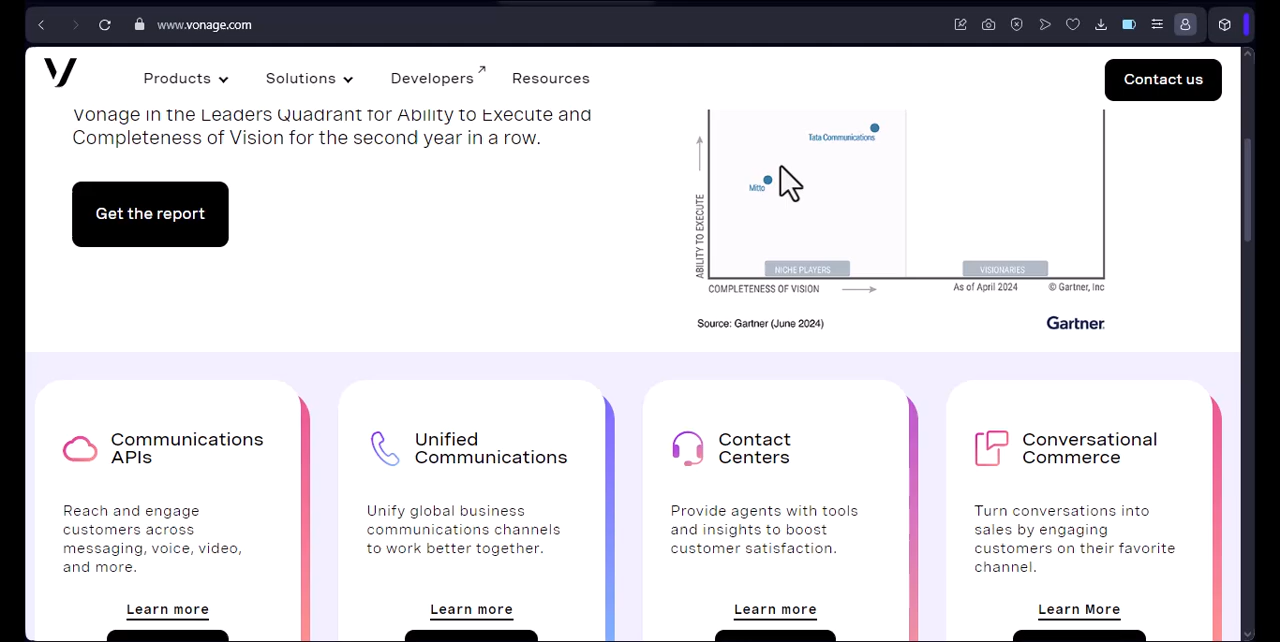 www.vonage.com
Products
Solutions
Developers
Resources
Contact us
Vonage in the Leaders Quadrant for Ability to Execute and
Completeness of Vision for the second year in a row.
Get the report
Tata Communications
Mitto
ABILITY TO EXECUTE
NICHE PLAYERS
VISIONARIES
COMPLETENESS OF VISION
As of April 2024
© Gartner, Inc
Source: Gartner (June 2024)
Gartner.
Communications
APIs
Reach and engage
customers across
messaging, voice, video,
and more.
Learn more
Unified
Communications
Unify global business
communications channels
to work better together.
Learn more
Contact
Centers
Provide agents with tools
and insights to boost
customer satisfaction.
Learn more
Conversational
Commerce
Turn conversations into
sales by engaging
customers on their favorite
channel.
Learn More